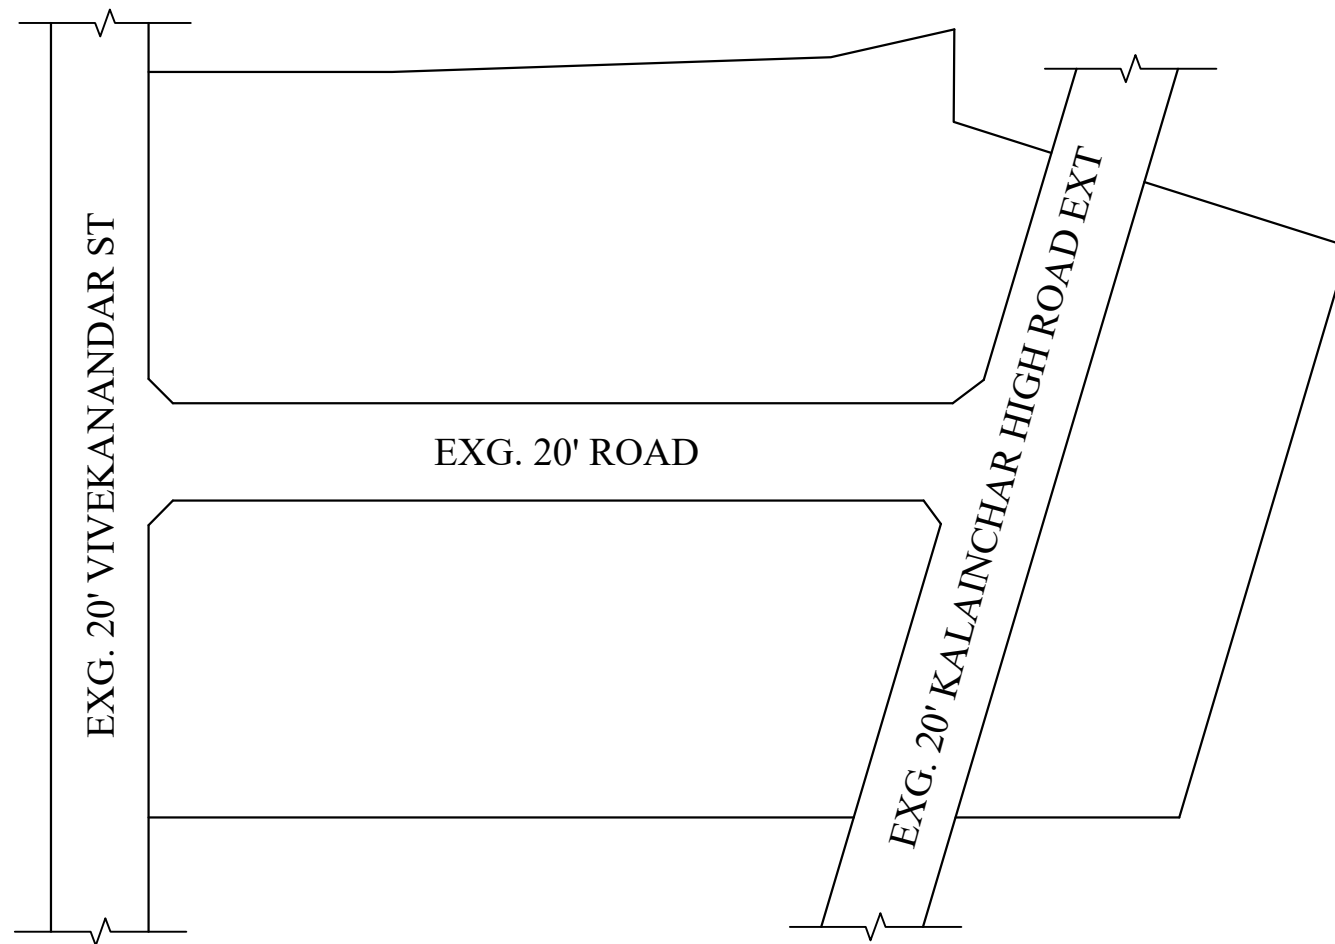 EXG. 20' VIVEKANANDAR ST
EXG. 20' ROAD
EXG. 20' KALAINCHAR HIGH ROAD EXT